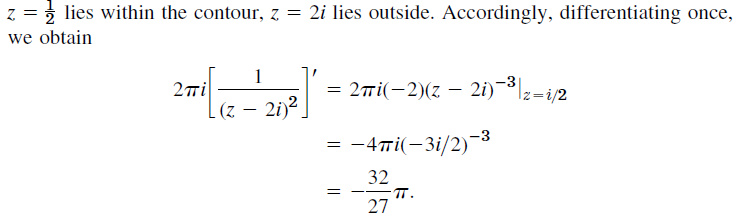 z = 1/2 lies within the contour, z = 2i lies outside. Accordingly, differentiating once,
we obtain
2πi[1/(z − 2i)²]′ = 2πi(−2)(z − 2i)⁻³|z=i/2
= −4πi(−3i/2)⁻³
= −32/27 π.